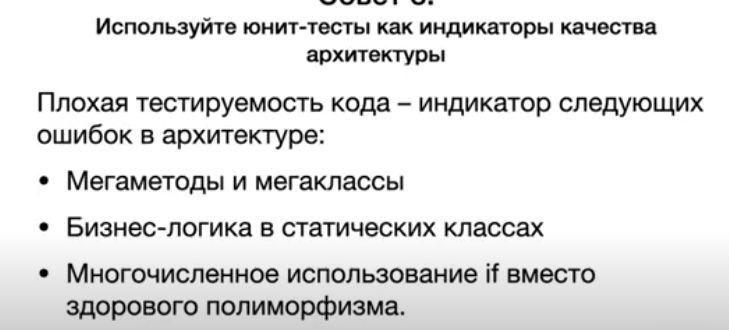 Используйте юнит-тесты как индикаторы качества
архитектуры
Плохая тестируемость кода – индикатор следующих
ошибок в архитектуре:
• Мегаметоды и мегаклассы
• Бизнес-логика в статических классах
• Многочисленное использование if вместо
здорового полиморфизма.